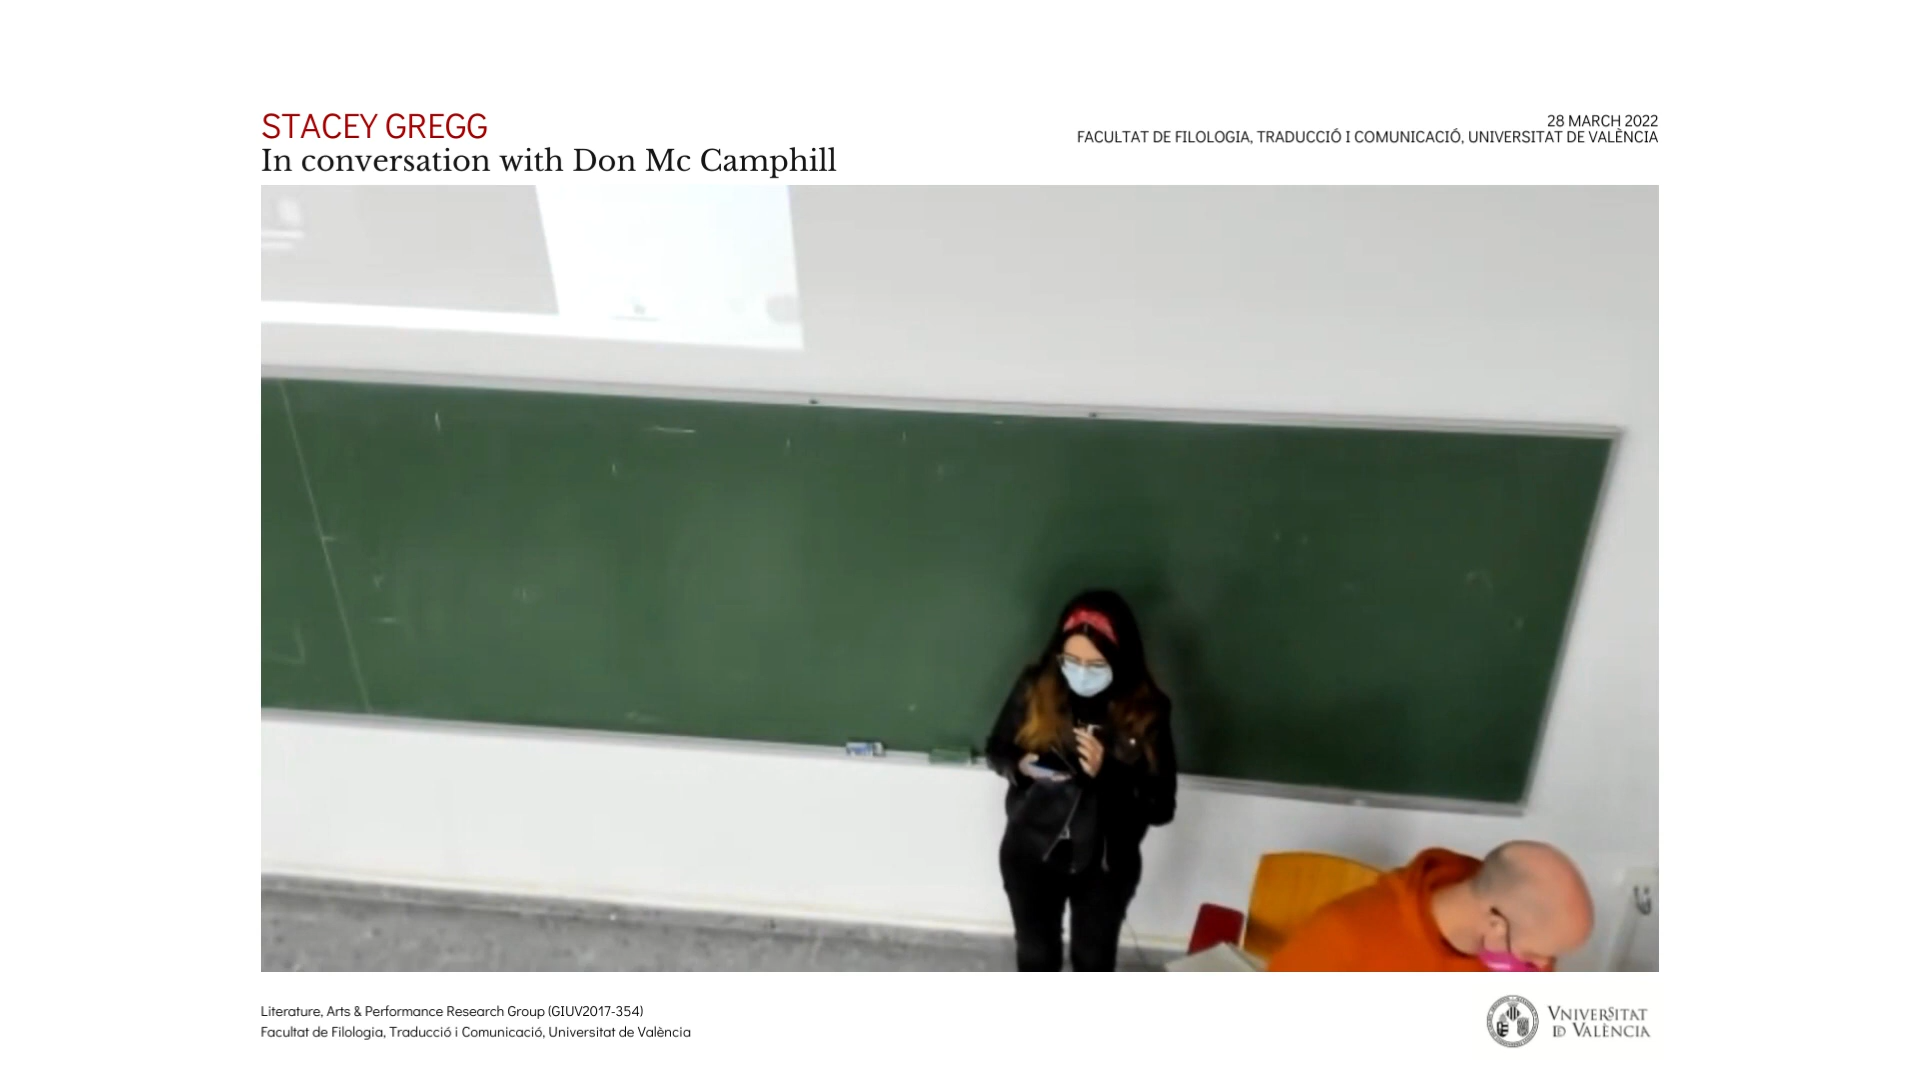 STACEY GREGG
In conversation with Don Mc Camphill
28 MARCH 2022
FACULTAT DE FILOLOGIA, TRADUCCIÓ I COMUNICACIÓ, UNIVERSITAT DE VALÈNCIA
Literature, Arts & Performance Research Group (GIUV2017-354)
Facultat de Filologia, Traducció i Comunicació, Universitat de València
VNIVERSITAT
ID VALÈNCIA